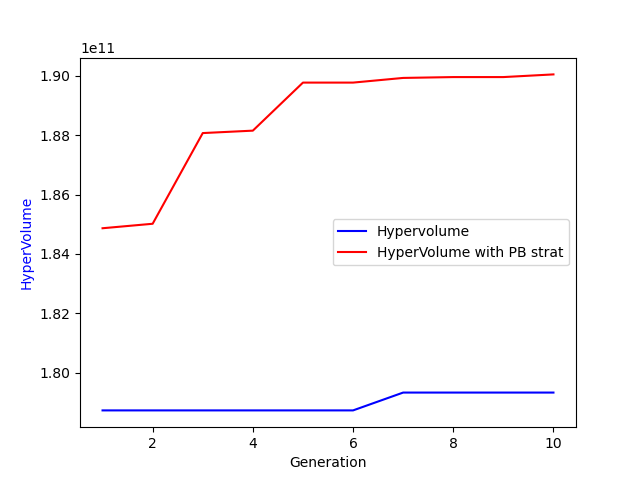 1e11
1.90
1.88
1.86
1.84
1.82
1.80
HyperVolume
Hypervolume
HyperVolume with PB strat
2 4 6 8 10
Generation